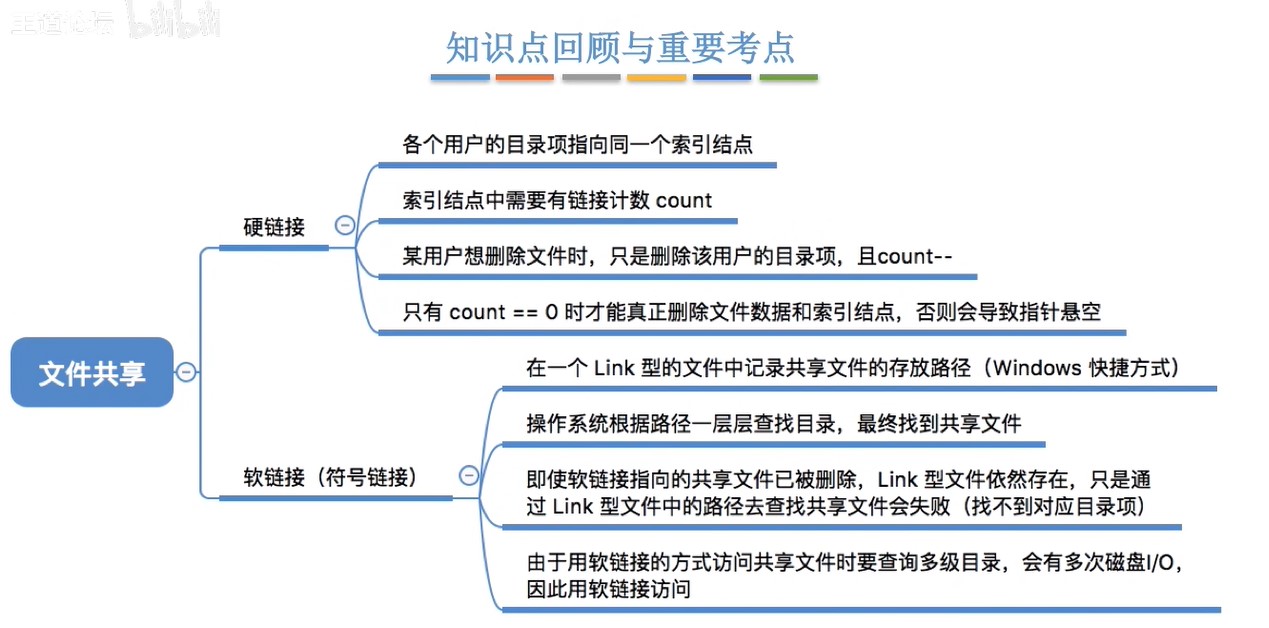 王道论坛 bilibili
知识点回顾与重要考点
各个用户的目录项指向同一个索引结点
索引结点中需要有链接计数 count
硬链接
某用户想删除文件时，只是删除该用户的目录项，且count--
只有 count == 0 时才能真正删除文件数据和索引结点，否则会导致指针悬空
文件共享
在一个 Link 型的文件中记录共享文件的存放路径（Windows 快捷方式）
操作系统根据路径一层层查找目录，最终找到共享文件
软链接（符号链接）
即使软链接指向的共享文件已被删除，Link 型文件依然存在，只是通
过 Link 型文件中的路径去查找共享文件会失败（找不到对应目录项）
由于用软链接的方式访问共享文件时要查询多级目录，会有多次磁盘I/O，
因此用软链接访问